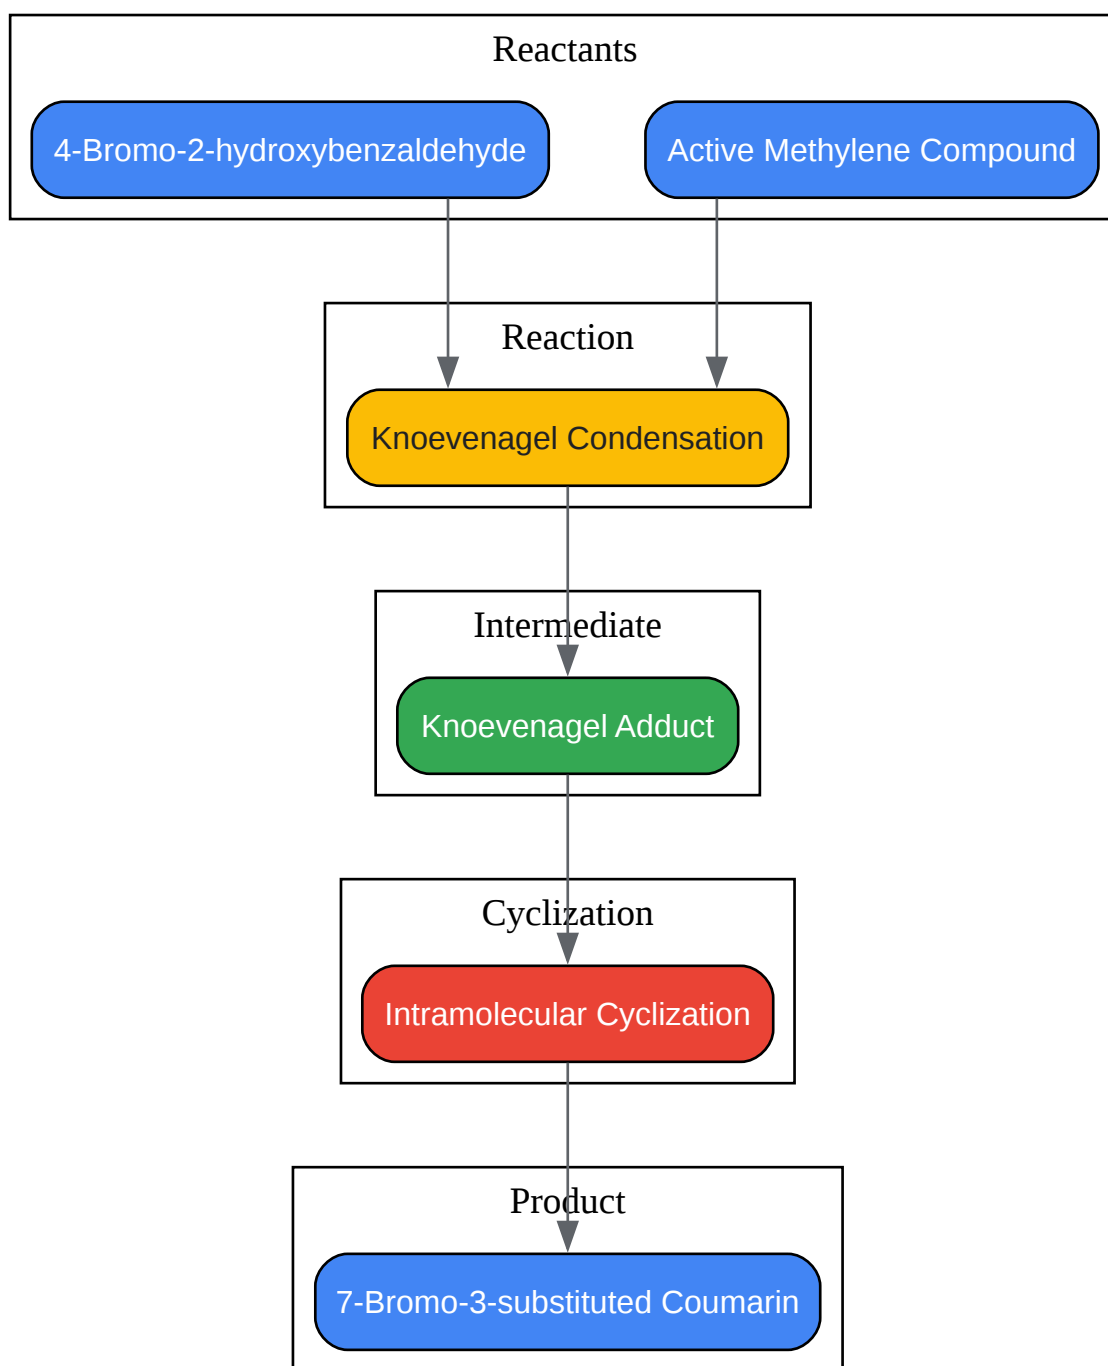 Reactants
4-Bromo-2-hydroxybenzaldehyde
Active Methylene Compound
Reaction
Knoevenagel Condensation
Intermediate
Knoevenagel Adduct
Cyclization
Intramolecular Cyclization
Product
7-Bromo-3-substituted Coumarin